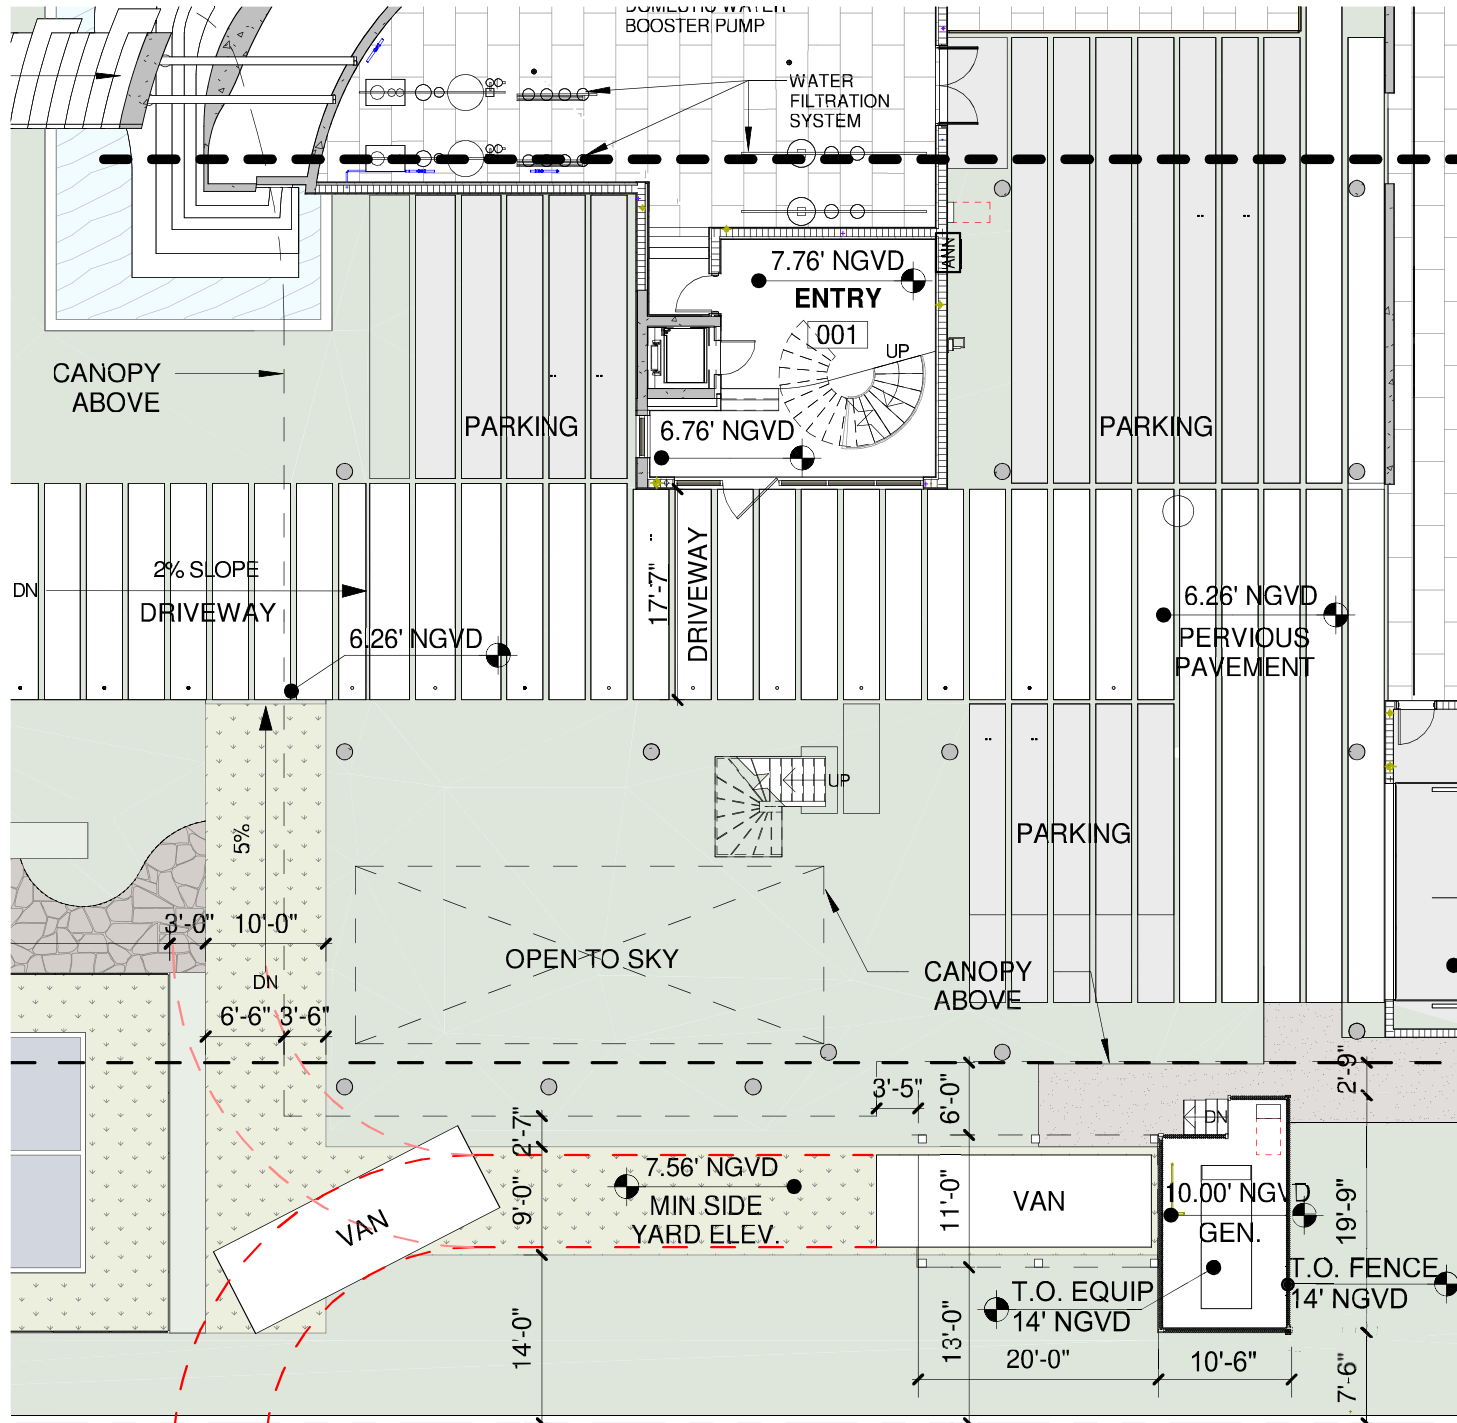 DOMESTIC WATER
BOOSTER PUMP
WATER
FILTRATION
SYSTEM
ANN
7.76' NGVD
ENTRY
001
UP
CANOPY
ABOVE
PARKING
6.76' NGVD
PARKING
DN
2% SLOPE
DRIVEWAY
6.26' NGVD
17'-7"
DRIVEWAY
6.26' NGVD
PERVIOUS
PAVEMENT
UP
5%
PARKING
3'-0"
10'-0"
OPEN TO SKY
CANOPY
ABOVE
DN
6'-6"
3'-6"
3'-5"
6'-0"
2'-9"
2'-7"
DN
7.56' NGVD
MIN SIDE
YARD ELEV.
9'-0"
11'-0"
VAN
VAN
10.00' NGVD
GEN.
19'-9"
T.O. EQUIP
14' NGVD
T.O. FENCE
14' NGVD
14'-0"
13'-0"
20'-0"
10'-6"
7'-6"